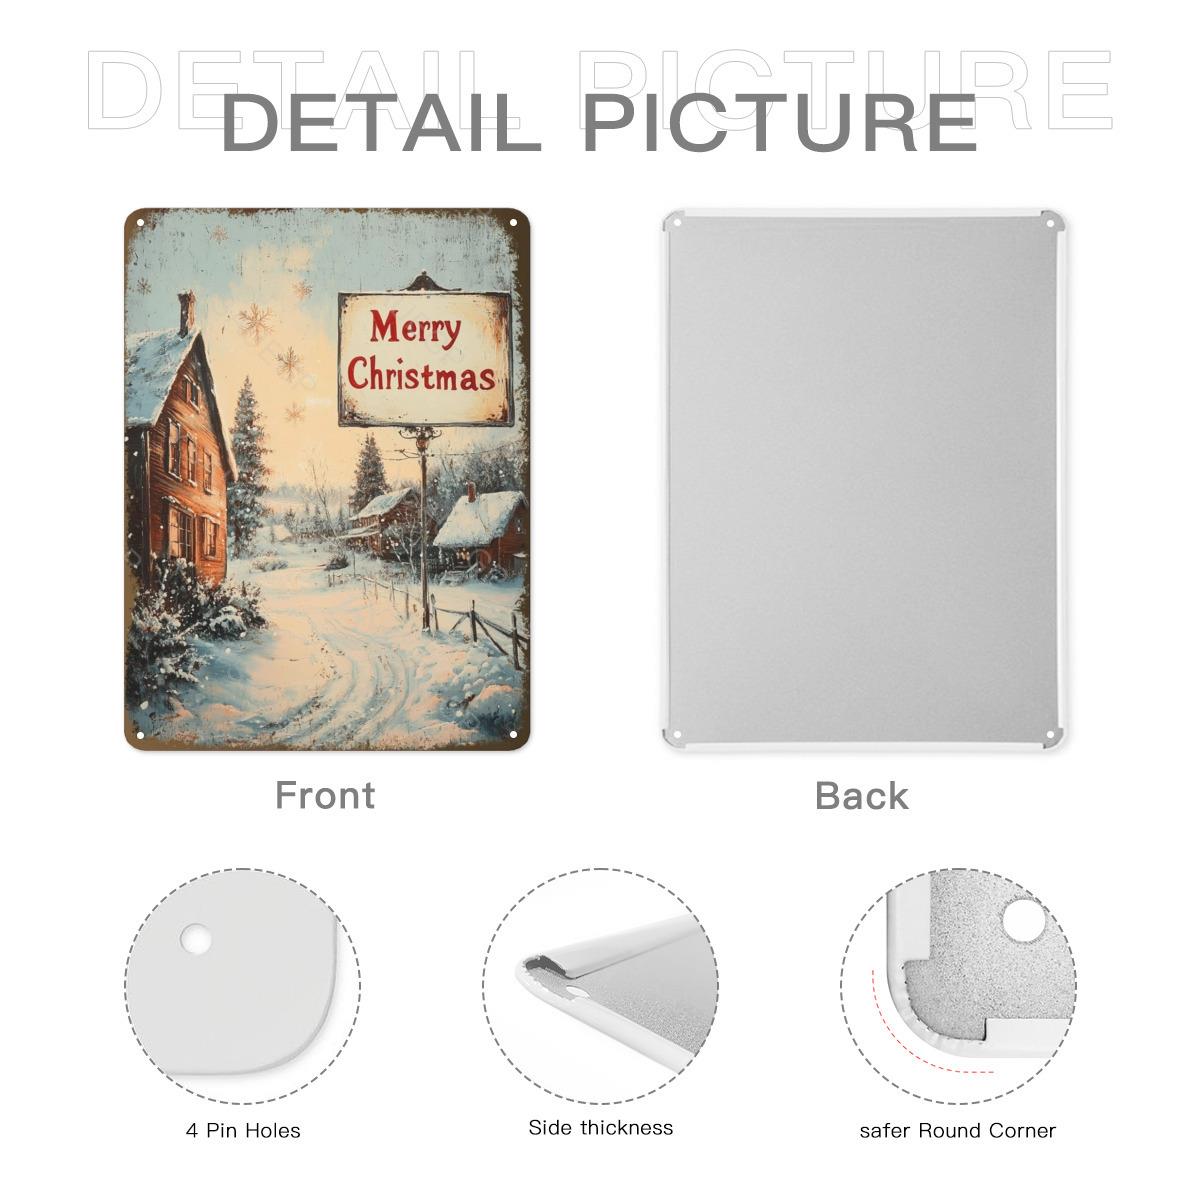 DETAIL PICTURE
DETAIL PICTURE
Merry
Christmas
Front
Back
4 Pin Holes
Side thickness
safer Round Corner